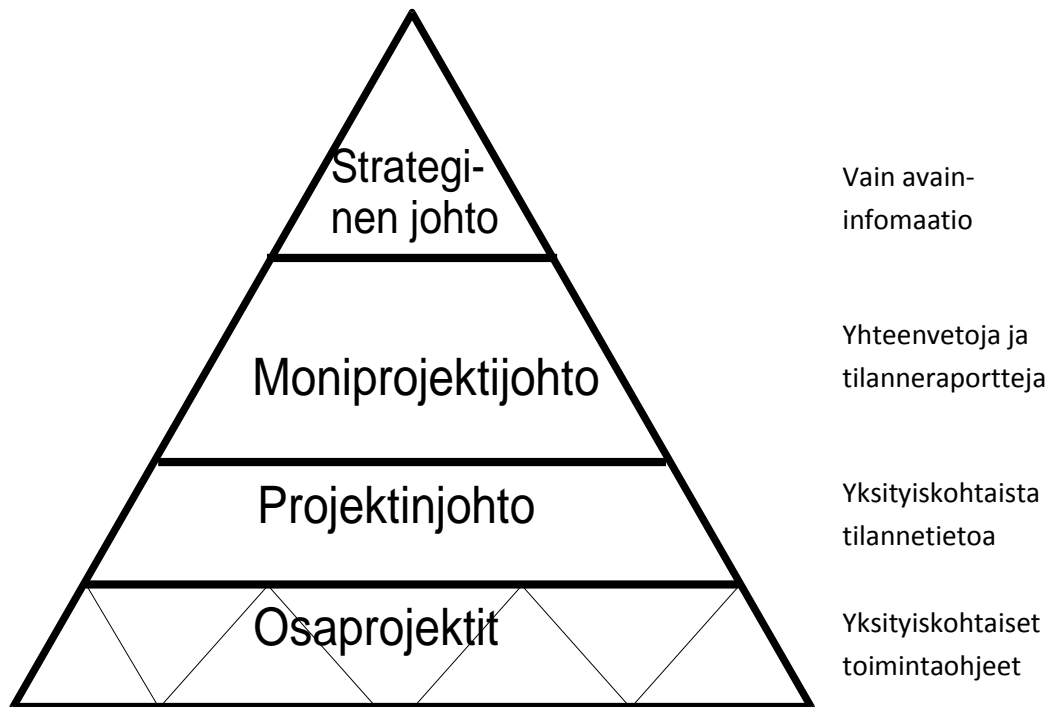 Strategi-
nen johto
Vain avain-
infomaatio
Moniprojektijohto
Yhteenvetoja ja
tilanneraportteja
Projektinjohto
Yksityiskohtaista
tilannetietoa
Osaprojektit
Yksityiskohtaiset
toimintaohjeet